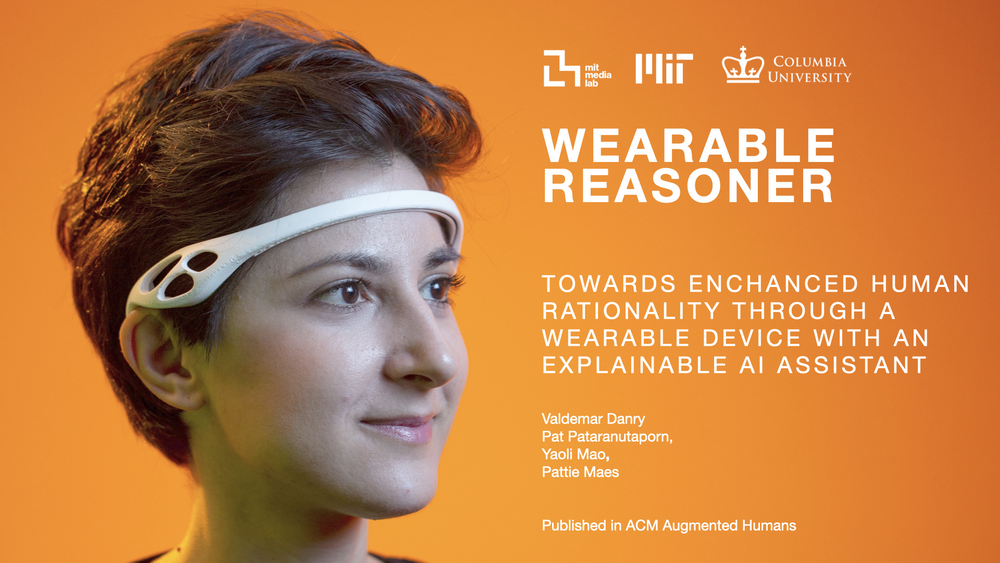 mit
media
lab
MIT
COLUMBIA
UNIVERSITY
WEARABLE
REASONER
TOWARDS ENCHANCED HUMAN
RATIONALITY THROUGH A
WEARABLE DEVICE WITH AN
EXPLAINABLE AI ASSISTANT
Valdemar Danry
Pat Pataranutaporn,
Yaoli Mao,
Pattie Maes
Published in ACM Augmented Humans